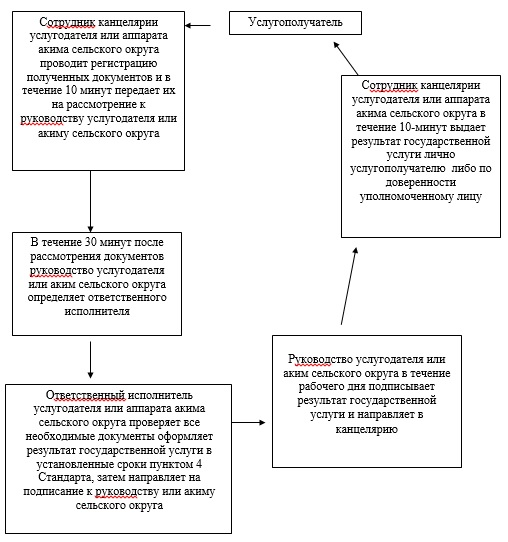 Услугополучатель
Сотрудник канцелярии
услугодателя или аппарата
акима сельского округа
проводит регистрацию
полученных документов и в
течение 10 минут передает их
на рассмотрение к
руководству услугодателя или
акиму сельского округа
В течение 30 минут после
рассмотрения документов
руководство услугодателя
или аким сельского округа
определяет ответственного
исполнителя
Ответственный исполнитель
услугодателя или аппарата акима
сельского округа проверяет все
необходимые документы оформляет
результат государственной услуги в
установленные сроки пунктом 4
Стандарта, затем направляет на
подписание к руководству или акиму
сельского округа
Руководство услугодателя или
аким сельского округа в течение
рабочего дня подписывает
результат государственной
услуги и направляет в
канцелярию
Сотрудник канцелярии
услугодателя или аппарата
акима сельского округа в
течение 10-минут выдает
результат государственной
услуги лично
услугополучателю либо по
доверенности
уполномоченному лицу